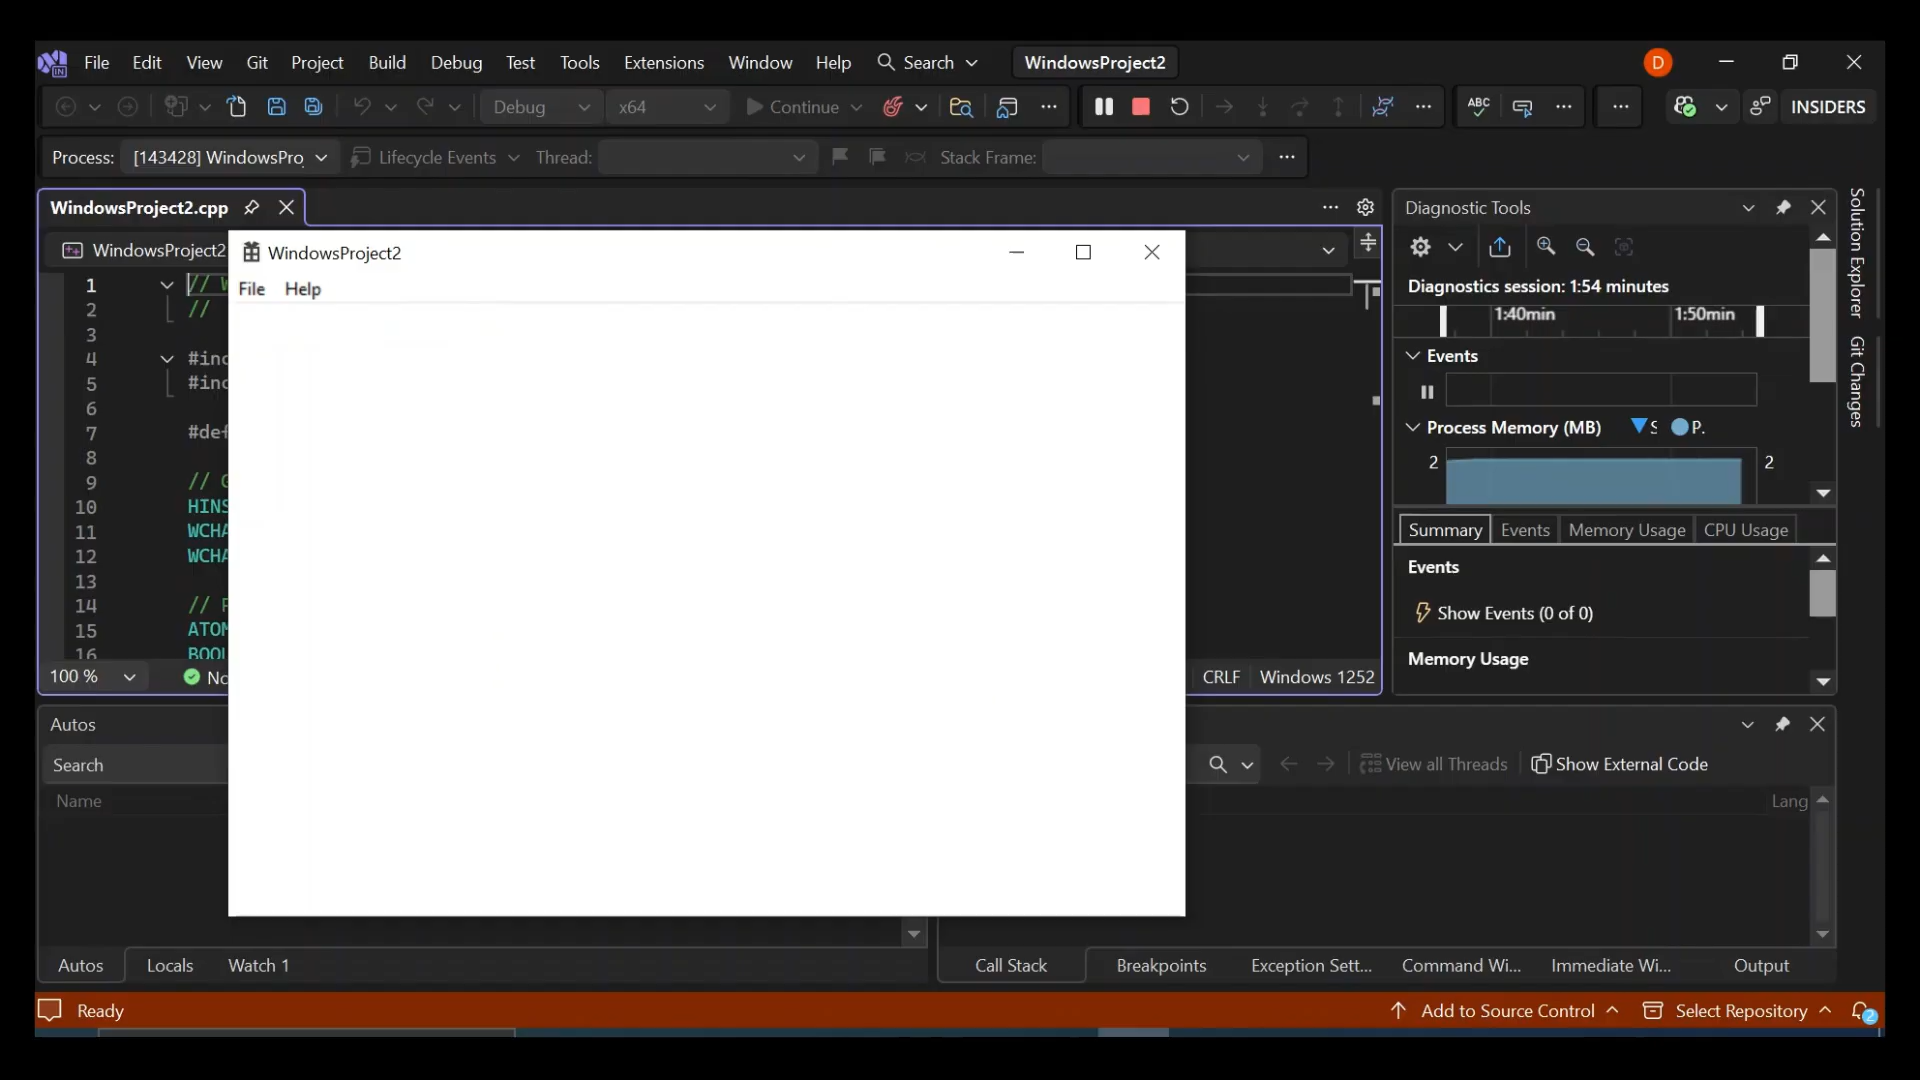 File Edit View Git Project Build Debug Test Tools Extensions Window Help Search WindowsProject2 D
Debug x64 Continue ABC INSIDERS
Process: [143428] WindowsPro Lifecycle Events Thread: Stack Frame:
WindowsProject2.cpp
WindowsProject2
WindowsProject2
File Help
1 // W
2 //
3
4 #inc
5 #inc
6
7 #def
8
9 // G
10 HINS
11 WCHA
12 WCHA
13
14 // F
15 ATOM
16 BOOL
100 % No CRLF Windows 1252
Diagnostic Tools
Diagnostics session: 1:54 minutes
1:40min 1:50min
Events
Process Memory (MB) S P.
2 2
Summary Events Memory Usage CPU Usage
Events
Show Events (0 of 0)
Memory Usage
Solution Explorer
Git Changes
Autos
Search
Name
View all Threads Show External Code
Lang
Autos Locals Watch 1
Call Stack Breakpoints Exception Sett... Command Wi... Immediate Wi... Output
Ready Add to Source Control Select Repository 2